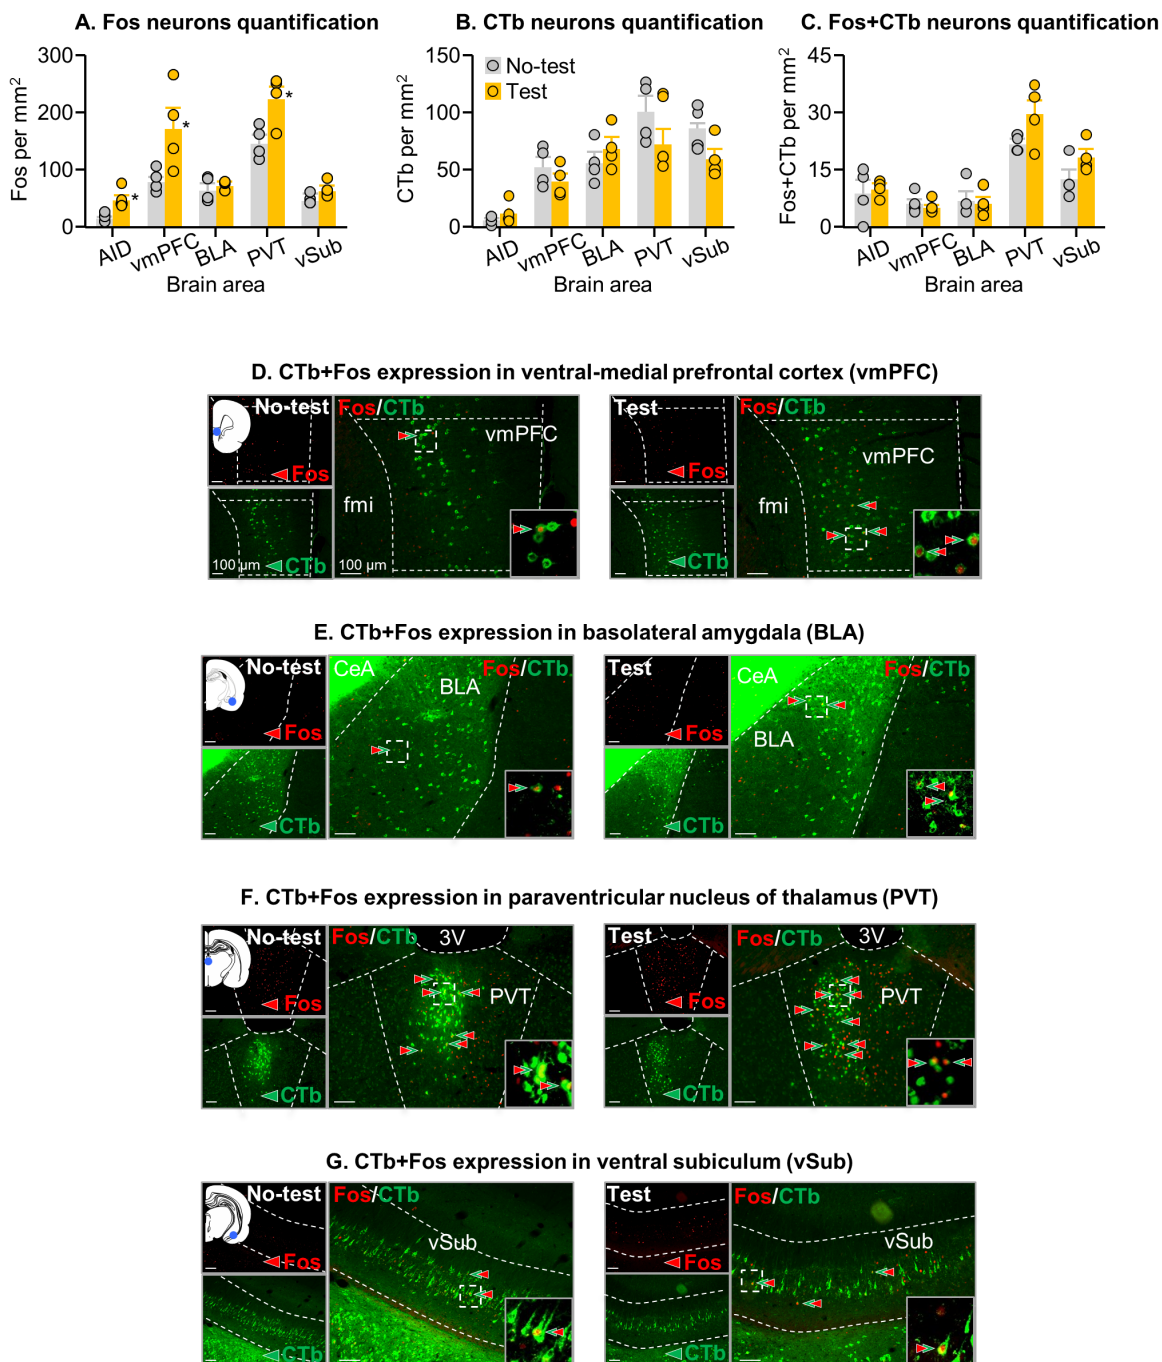 A. Fos neurons quantification
B. CTb neurons quantification
C. Fos+CTb neurons quantification
300
200
100
0
Fos per mm2
*
*
*
AID
vmPFC
BLA
PVT
vSub
Brain area
150
100
50
0
CTb per mm2
No-test
Test
AID
vmPFC
BLA
PVT
vSub
Brain area
45
30
15
0
Fos+CTb per mm2
AID
vmPFC
BLA
PVT
vSub
Brain area
D. CTb+Fos expression in ventral-medial prefrontal cortex (vmPFC)
No-test
Fos
CTb
100 µm
Fos/CTb
vmPFC
fmi
100 µm
Test
Fos
CTb
Fos/CTb
vmPFC
fmi
E. CTb+Fos expression in basolateral amygdala (BLA)
No-test
Fos
CTb
CeA
Fos/CTb
BLA
Test
Fos
CTb
CeA
Fos/CTb
BLA
F. CTb+Fos expression in paraventricular nucleus of thalamus (PVT)
No-test
Fos
CTb
Fos/CTb
3V
PVT
Test
Fos
CTb
Fos/CTb
3V
PVT
G. CTb+Fos expression in ventral subiculum (vSub)
No-test
Fos
CTb
Fos/CTb
vSub
Test
Fos
CTb
Fos/CTb
vSub